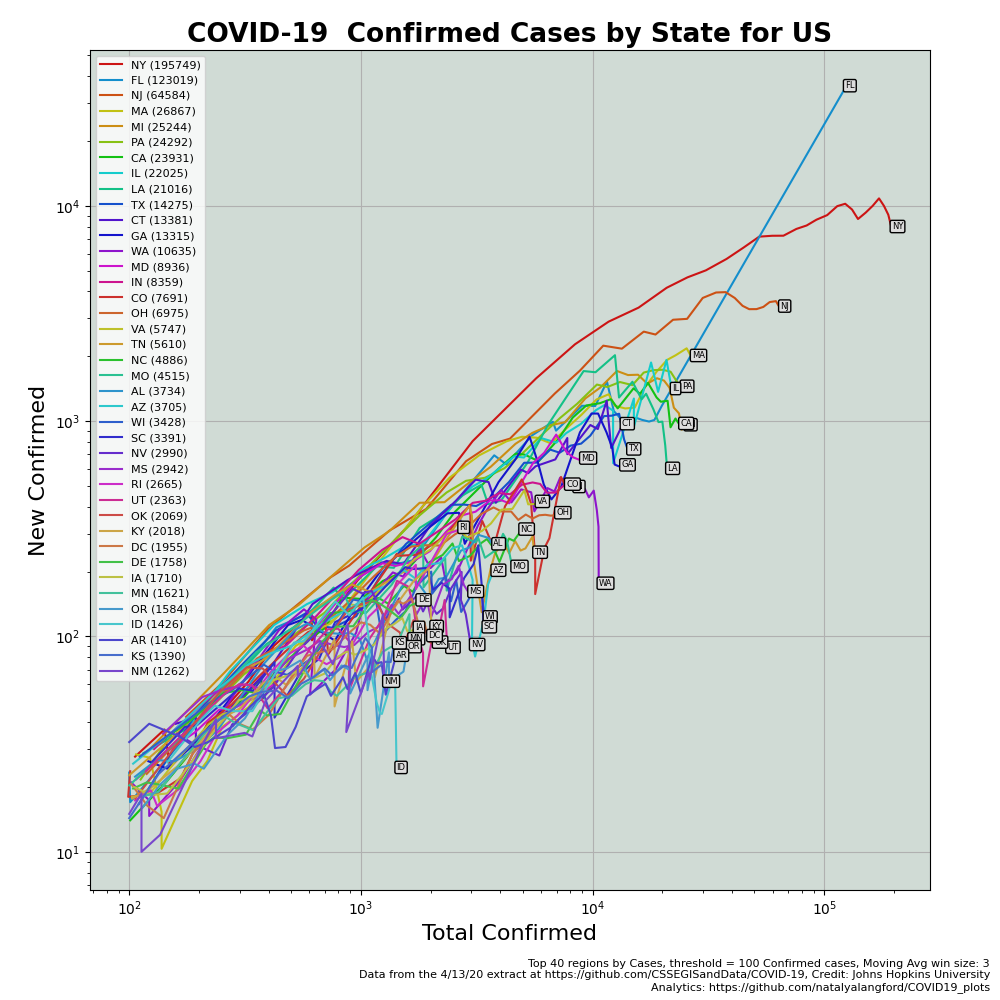 COVID-19  Confirmed Cases by State for US
NY (195749)
FL (123019)
NJ (64584)
MA (26867)
MI (25244)
PA (24292)
CA (23931)
IL (22025)
LA (21016)
TX (14275)
CT (13381)
GA (13315)
WA (10635)
MD (8936)
IN (8359)
CO (7691)
OH (6975)
VA (5747)
TN (5610)
NC (4886)
MO (4515)
AL (3734)
AZ (3705)
WI (3428)
SC (3391)
NV (2990)
MS (2942)
RI (2665)
UT (2363)
OK (2069)
KY (2018)
DC (1955)
DE (1758)
IA (1710)
MN (1621)
OR (1584)
ID (1426)
AR (1410)
KS (1390)
NM (1262)
FL
NY
NJ
MA
IL
PA
CA
CT
TX
GA
LA
MD
CO
VA
OH
RI
NC
AL
TN
AZ
MO
WA
MS
DE
WI
SC
IA
KY
MN
DC
KS
OR
OK
UT
NV
AR
NM
ID
10^4
10^3
10^2
10^1
New Confirmed
10^2
10^3
10^4
10^5
Total Confirmed
Top 40 regions by Cases, threshold = 100 Confirmed cases, Moving Avg win size: 3
Data from the 4/13/20 extract at https://github.com/CSSEGISandData/COVID-19, Credit: Johns Hopkins University
Analytics: https://github.com/natalyalangford/COVID19_plots